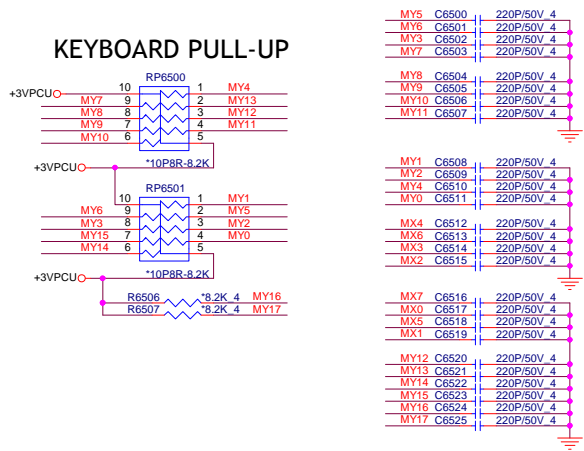 KEYBOARD PULL-UP
RP6500
+3VPCU 10 1 MY4
MY7 9 2 MY13
MY8 8 3 MY12
MY9 7 4 MY11
MY10 6 5
*10P8R-8.2K
+3VPCU
RP6501
10 1 MY1
MY6 9 2 MY5
MY3 8 3 MY2
MY15 7 4 MY0
MY14 6 5
*10P8R-8.2K
+3VPCU
R6506 *8.2K_4 MY16
R6507 *8.2K_4 MY17
MY5 C6500 220P/50V_4
MY6 C6501 220P/50V_4
MY3 C6502 220P/50V_4
MY7 C6503 220P/50V_4
MY8 C6504 220P/50V_4
MY9 C6505 220P/50V_4
MY10 C6506 220P/50V_4
MY11 C6507 220P/50V_4
MY1 C6508 220P/50V_4
MY2 C6509 220P/50V_4
MY4 C6510 220P/50V_4
MY0 C6511 220P/50V_4
MX4 C6512 220P/50V_4
MX6 C6513 220P/50V_4
MX3 C6514 220P/50V_4
MX2 C6515 220P/50V_4
MX7 C6516 220P/50V_4
MX0 C6517 220P/50V_4
MX5 C6518 220P/50V_4
MX1 C6519 220P/50V_4
MY12 C6520 220P/50V_4
MY13 C6521 220P/50V_4
MY14 C6522 220P/50V_4
MY15 C6523 220P/50V_4
MY16 C6524 220P/50V_4
MY17 C6525 220P/50V_4